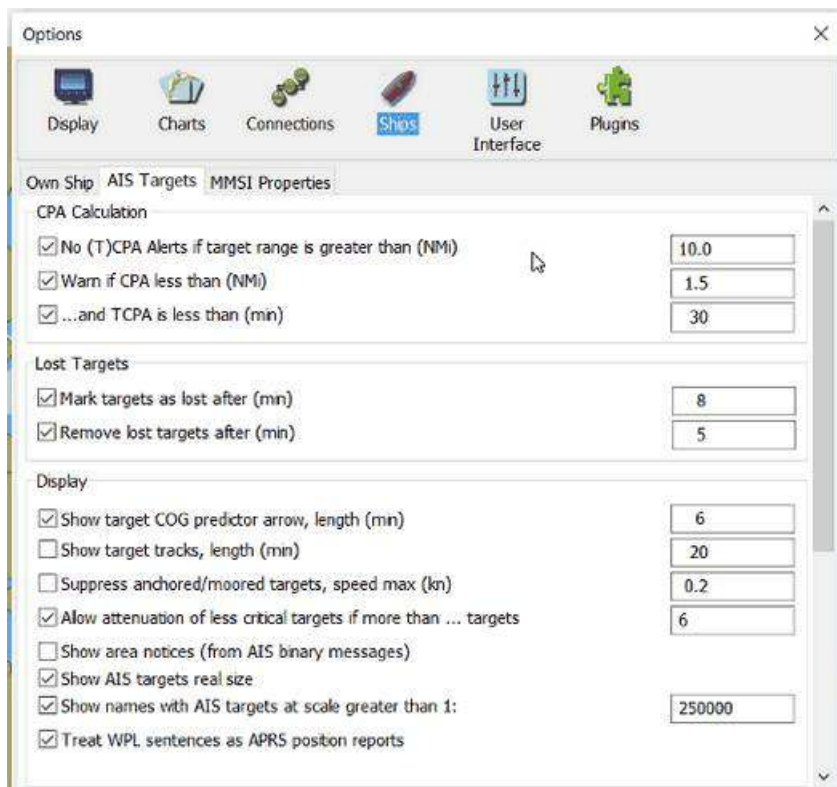 Options
Display Charts Connections Ships User Interface Plugins
Own Ship AIS Targets MMSI Properties
CPA Calculation
No (T)CPA Alerts if target range is greater than (NMi) 10.0
Warn if CPA less than (NMi) 1.5
...and TCPA is less than (min) 30
Lost Targets
Mark targets as lost after (min) 8
Remove lost targets after (min) 5
Display
Show target COG predictor arrow, length (min) 6
Show target tracks, length (min) 20
Suppress anchored/moored targets, speed max (kn) 0.2
Allow attenuation of less critical targets if more than ... targets 6
Show area notices (from AIS binary messages)
Show AIS targets real size
Show names with AIS targets at scale greater than 1: 250000
Treat WPL sentences as APRS position reports